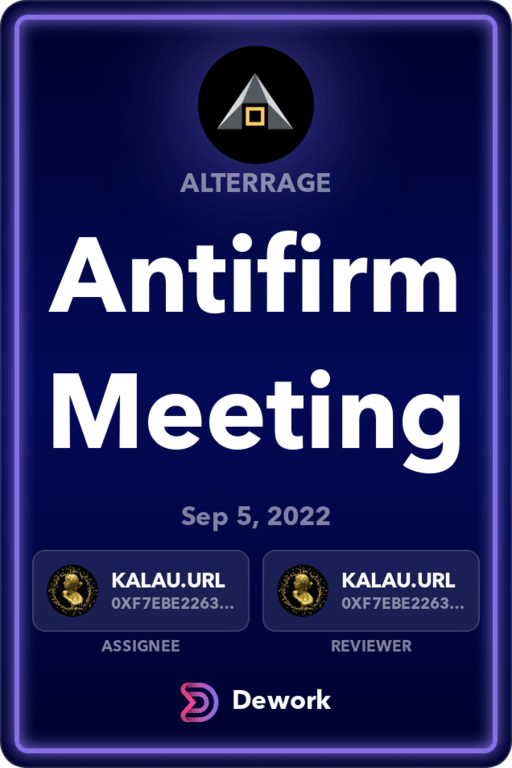 ALTERRAGE
Antifirm
Meeting
Sep 5, 2022
KALAU.URL
0XF7EBE2263...
ASSIGNEE
KALAU.URL
0XF7EBE2263...
REVIEWER
Dework